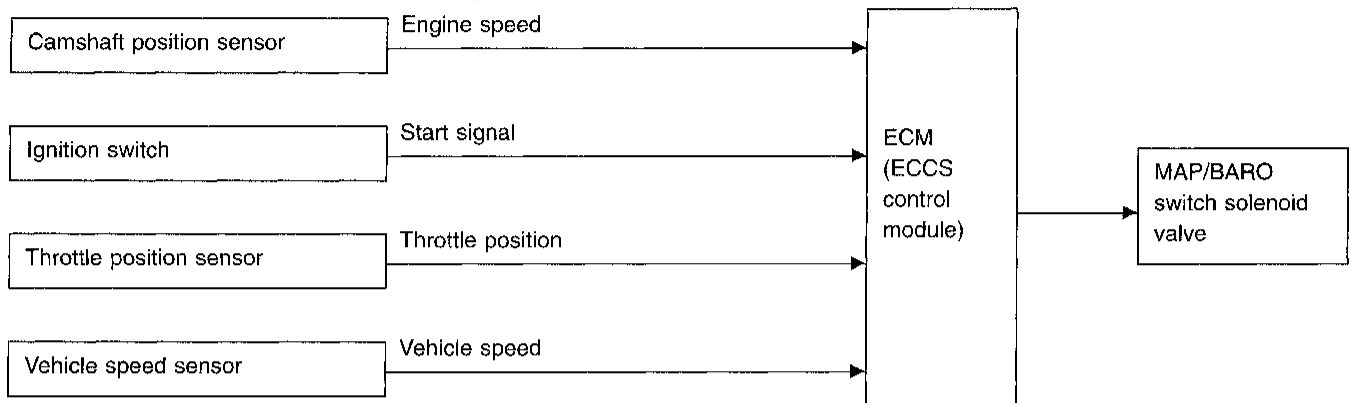 Camshaft position sensor
Engine speed
Ignition switch
Start signal
Throttle position sensor
Throttle position
Vehicle speed sensor
Vehicle speed
ECM
(ECCS
control
module)
MAP/BARO
switch solenoid
valve